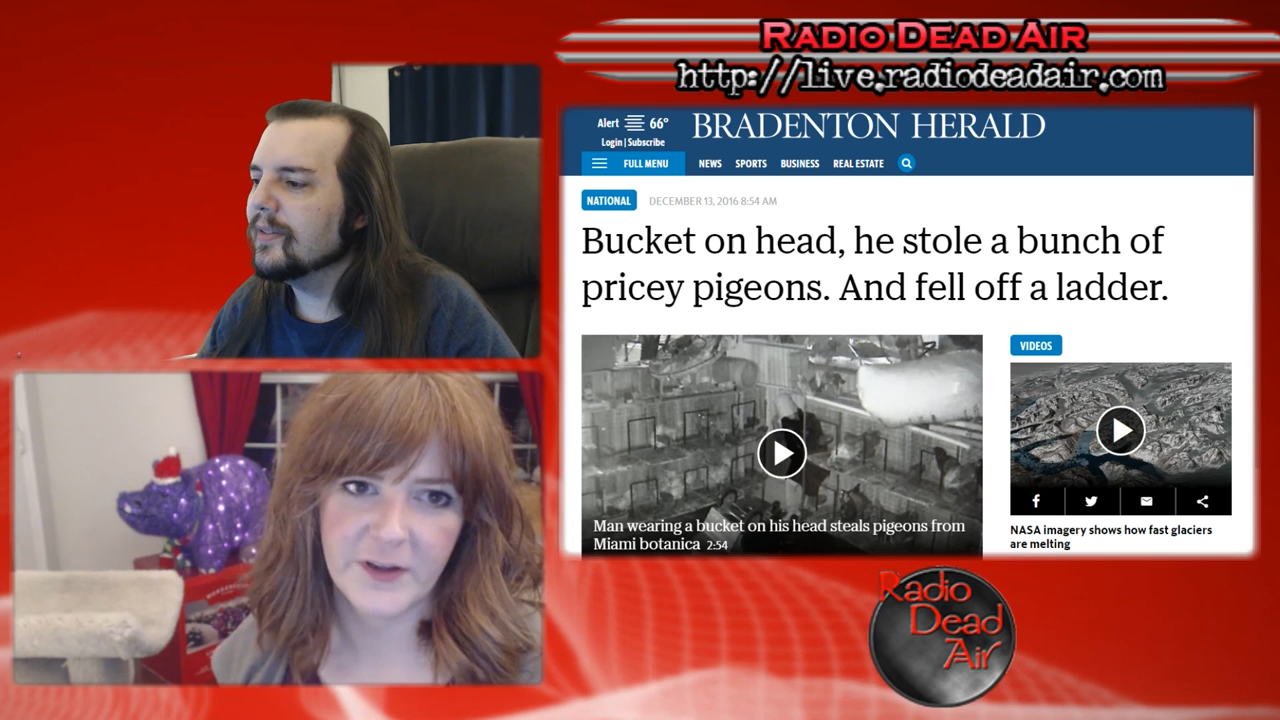 RADIO DEAD AIR
http://live.radiodeadair.com
Alert 66°
Login | Subscribe
BRADENTON HERALD
FULL MENU NEWS SPORTS BUSINESS REAL ESTATE
NATIONAL DECEMBER 13, 2016 8:54 AM
Bucket on head, he stole a bunch of
pricey pigeons. And fell off a ladder.
VIDEOS
Man wearing a bucket on his head steals pigeons from
Miami botanica 2:54
NASA imagery shows how fast glaciers
are melting
Radio
Dead
Air